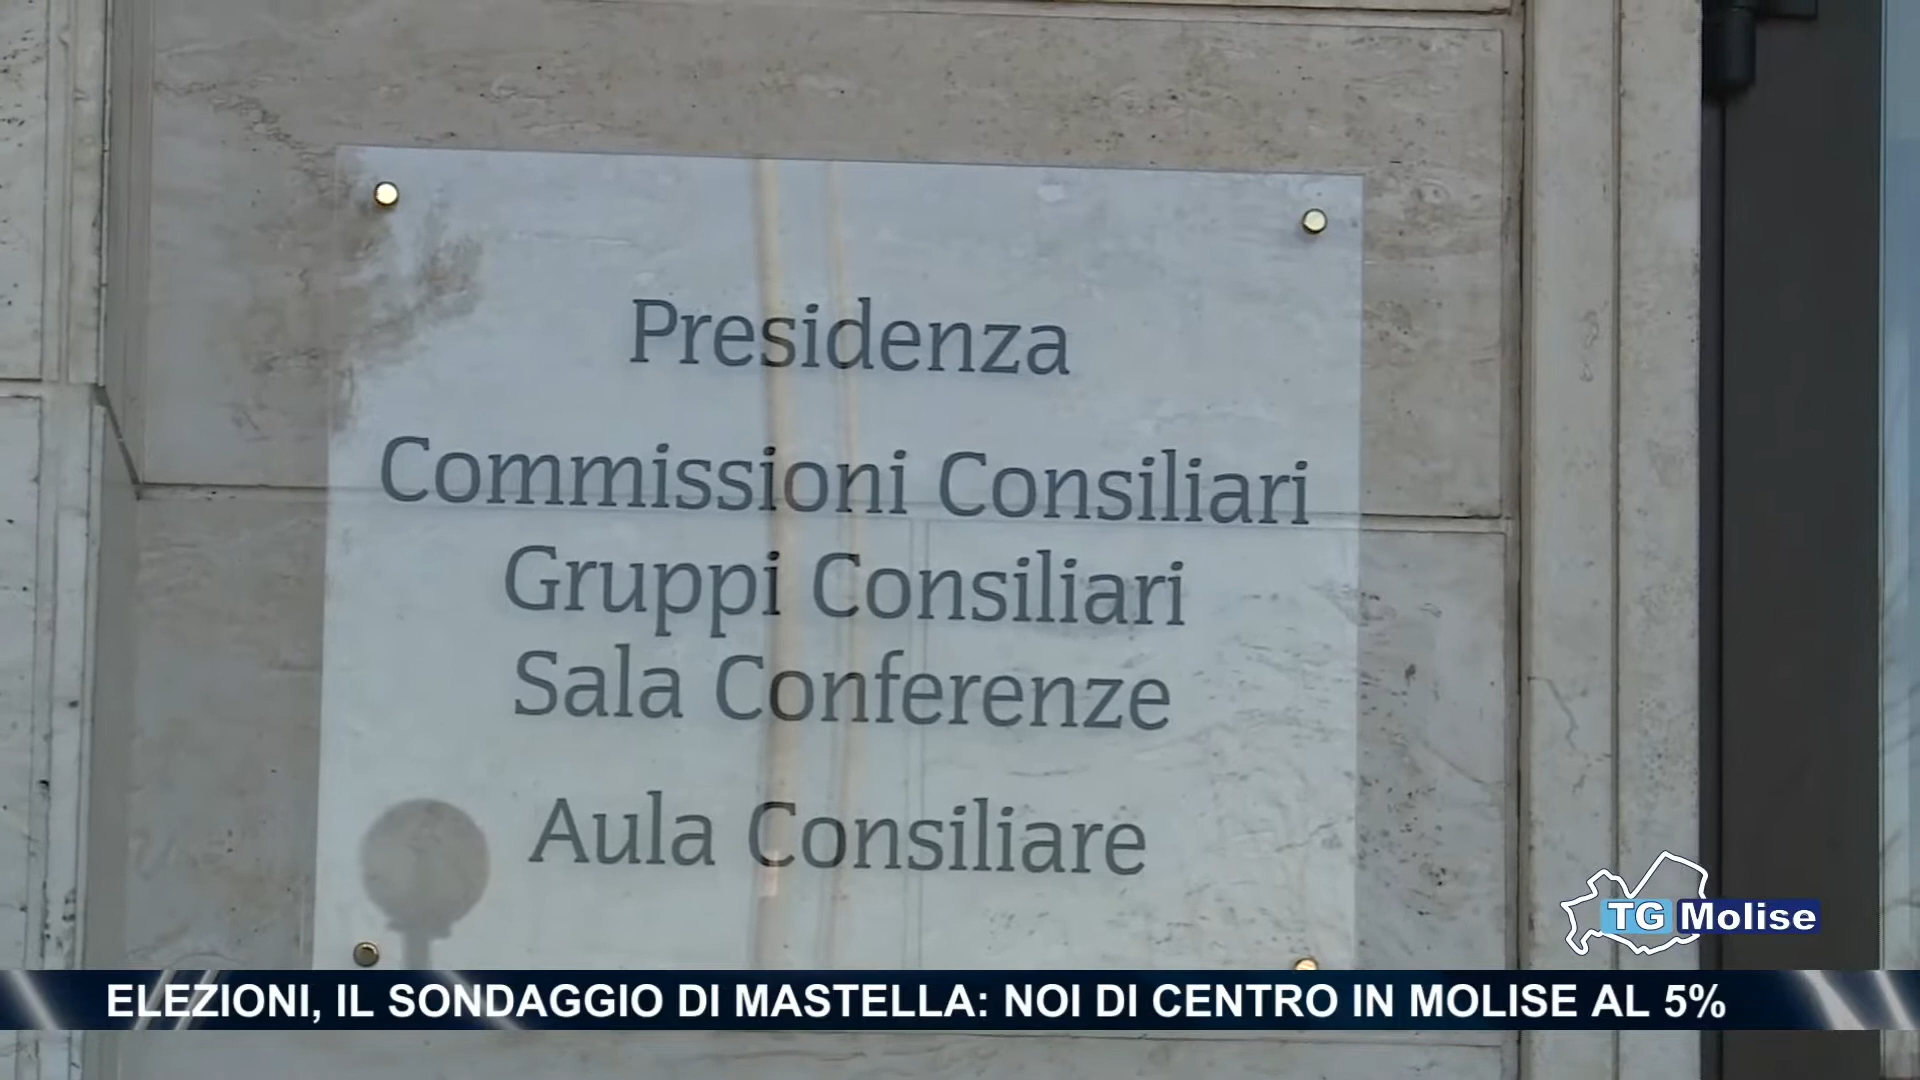 Presidenza
Commissioni Consiliari
Gruppi Consiliari
Sala Conferenze
Aula Consiliare
TG Molise
ELEZIONI, IL SONDAGGIO DI MASTELLA: NOI DI CENTRO IN MOLISE AL 5%